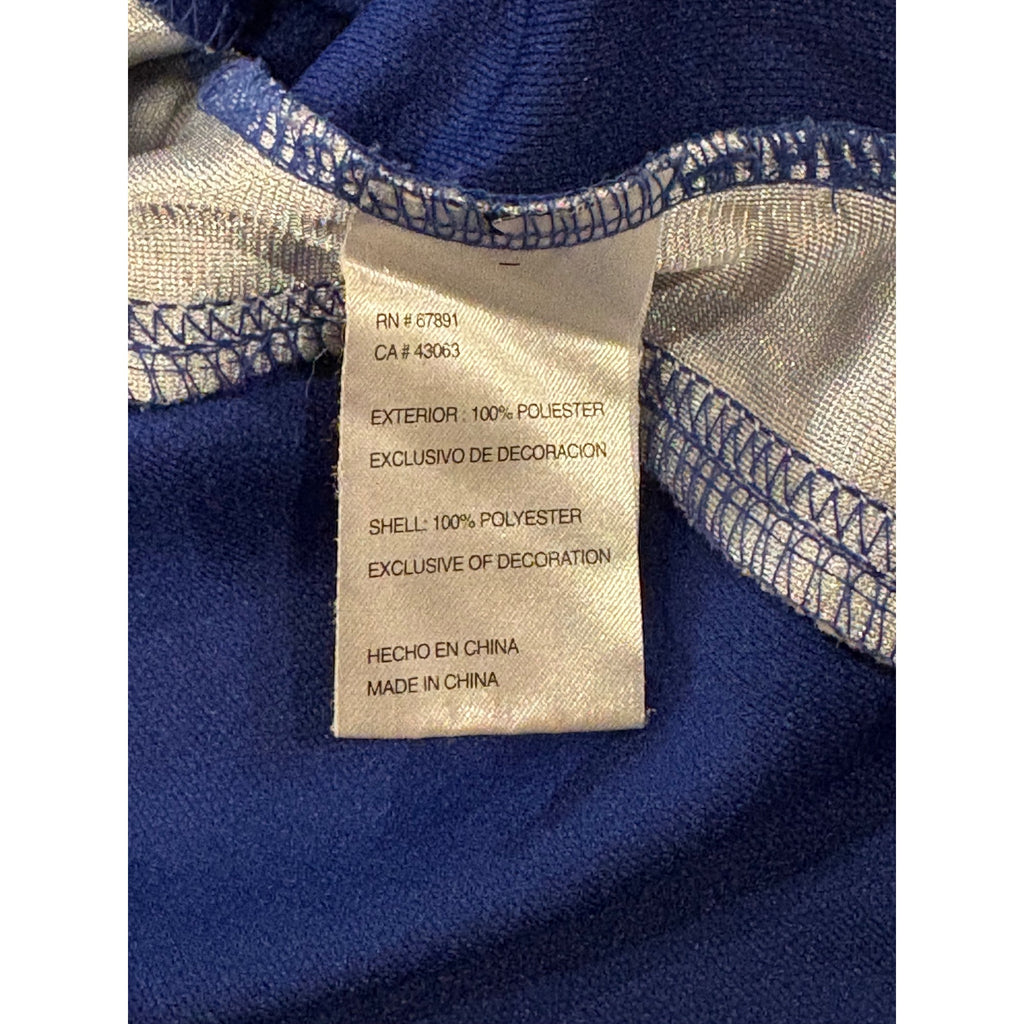 RN # 67891
CA # 43063
EXTERIOR : 100% POLIESTER
EXCLUSIVO DE DECORACION
SHELL: 100% POLYESTER
EXCLUSIVE OF DECORATION
HECHO EN CHINA
MADE IN CHINA